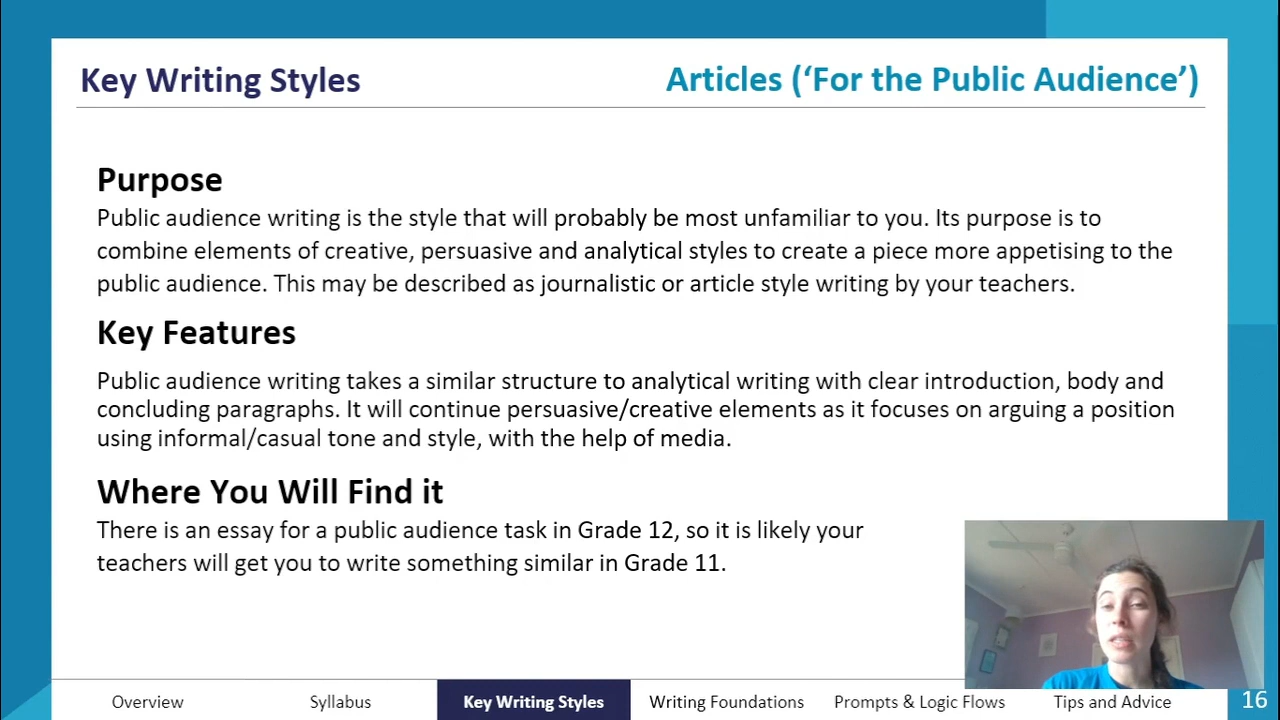 Key Writing Styles
Articles (‘For the Public Audience’)
Purpose
Public audience writing is the style that will probably be most unfamiliar to you. Its purpose is to
combine elements of creative, persuasive and analytical styles to create a piece more appetising to the
public audience. This may be described as journalistic or article style writing by your teachers.
Key Features
Public audience writing takes a similar structure to analytical writing with clear introduction, body and
concluding paragraphs. It will continue persuasive/creative elements as it focuses on arguing a position
using informal/casual tone and style, with the help of media.
Where You Will Find it
There is an essay for a public audience task in Grade 12, so it is likely your
teachers will get you to write something similar in Grade 11.
Overview
Syllabus
Key Writing Styles
Writing Foundations
Prompts & Logic Flows
Tips and Advice
16